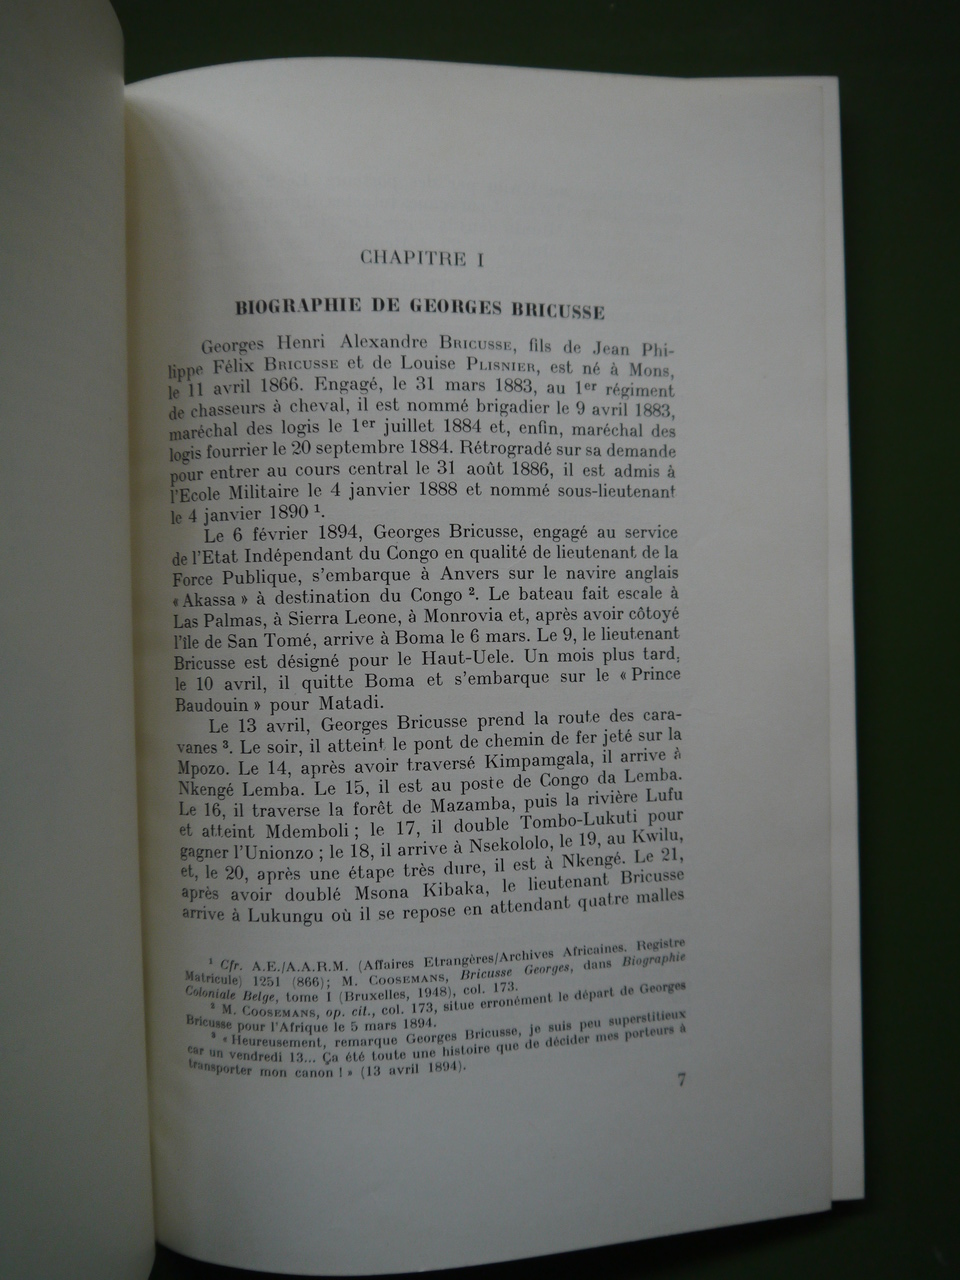 CHAPITRE I
BIOGRAPHIE DE GEORGES BRICUSSE
Georges Henri Alexandre BRICUSSE, fils de Jean Phi-
lippe Félix BRICUSSE et de Louise PLISNIER, est né à Mons,
le 11 avril 1866. Engagé, le 31 mars 1883, au 1er régiment
de chasseurs à cheval, il est nommé brigadier le 9 avril 1883,
maréchal des logis le 1er juillet 1884 et, enfin, maréchal des
logis fourrier le 20 septembre 1884. Rétrogradé sur sa demande
pour entrer au cours central le 31 août 1886, il est admis à
l'Ecole Militaire le 4 janvier 1888 et nommé sous-lieutenant
le 4 janvier 1890 ¹.
Le 6 février 1894, Georges Bricusse, engagé au service
de l'Etat Indépendant du Congo en qualité de lieutenant de la
Force Publique, s'embarque à Anvers sur le navire anglais
« Akassa » à destination du Congo ². Le bateau fait escale à
Las Palmas, à Sierra Leone, à Monrovia et, après avoir côtoyé
l'île de San Tomé, arrive à Boma le 6 mars. Le 9, le lieutenant
Bricusse est désigné pour le Haut-Uele. Un mois plus tard,
le 10 avril, il quitte Boma et s'embarque sur le « Prince
Baudouin » pour Matadi.
Le 13 avril, Georges Bricusse prend la route des cara-
vanes ³. Le soir, il atteint le pont de chemin de fer jeté sur la
Mpozo. Le 14, après avoir traversé Kimpamgala, il arrive à
Nkengé Lemba. Le 15, il est au poste de Congo da Lemba.
Le 16, il traverse la forêt de Mazamba, puis la rivière Lufu
et atteint Mdemboli ; le 17, il double Tombo-Lukuti pour
gagner l'Unionzo ; le 18, il arrive à Nsekololo, le 19, au Kwilu,
et, le 20, après une étape très dure, il est à Nkengé. Le 21,
après avoir doublé Msona Kibaka, le lieutenant Bricusse
arrive à Lukungu où il se repose en attendant quatre malles
¹ Cfr. A.E./A.A.R.M. (Affaires Etrangères/Archives Africaines. Registre
Matricule) 1251 (866); M. COOSEMANS, Bricusse Georges, dans Biographie
Coloniale Belge, tome I (Bruxelles, 1948), col. 173.
² M. COOSEMANS, op. cit., col. 173, situe erronément le départ de Georges
Bricusse pour l'Afrique le 5 mars 1894.
³ « Heureusement, remarque Georges Bricusse, je suis peu superstitieux
car un vendredi 13... Ça été toute une histoire que de décider mes porteurs à
transporter mon canon ! » (13 avril 1894).
7